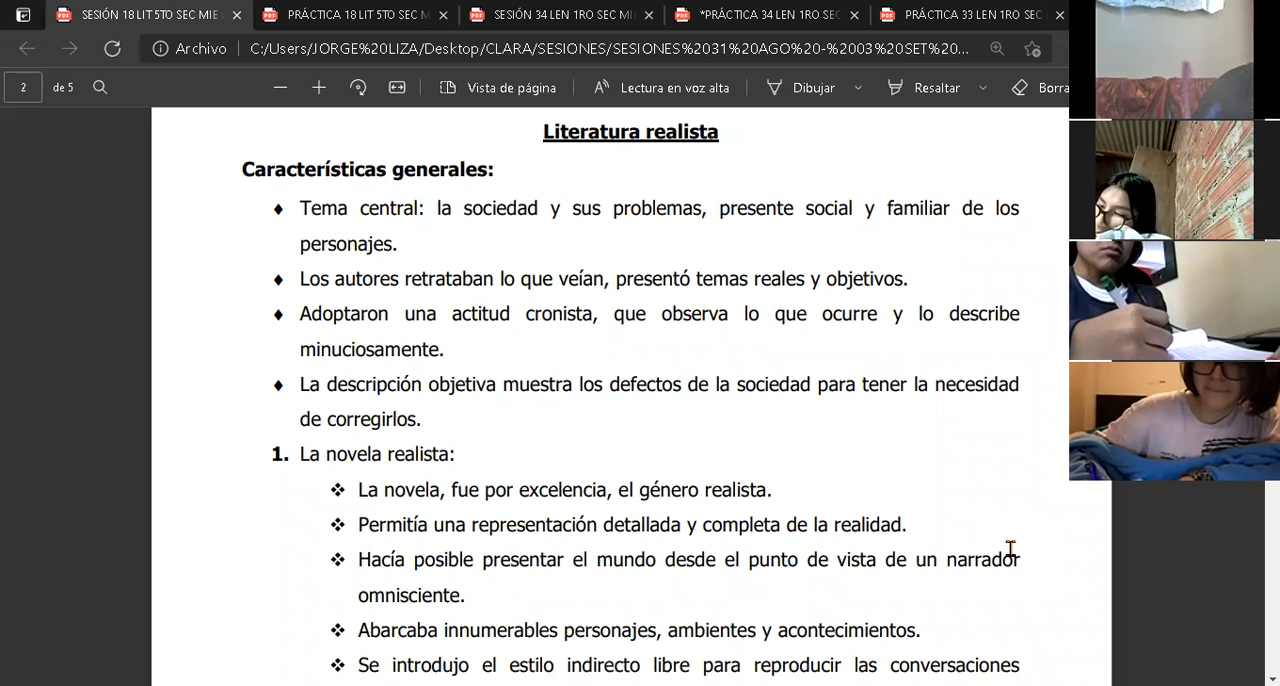 SESIÓN 18 LIT 5TO SEC MIE
PRÁCTICA 18 LIT 5TO SEC M
SESIÓN 34 LEN 1RO SEC MI
*PRÁCTICA 34 LEN 1RO SEC
PRÁCTICA 33 LEN 1RO SEC
Archivo
C:/Users/JORGE%20LIZA/Desktop/CLARA/SESIONES/SESIONES%2031%20AGO%20-%2003%20SET%20...
2
de 5
Vista de página
Lectura en voz alta
Dibujar
Resaltar
Borra
Literatura realista
Características generales:
♦ Tema central: la sociedad y sus problemas, presente social y familiar de los
personajes.
♦ Los autores retrataban lo que veían, presentó temas reales y objetivos.
♦ Adoptaron una actitud cronista, que observa lo que ocurre y lo describe
minuciosamente.
♦ La descripción objetiva muestra los defectos de la sociedad para tener la necesidad
de corregirlos.
1. La novela realista:
❖ La novela, fue por excelencia, el género realista.
❖ Permitía una representación detallada y completa de la realidad.
❖ Hacía posible presentar el mundo desde el punto de vista de un narrador
omnisciente.
❖ Abarcaba innumerables personajes, ambientes y acontecimientos.
❖ Se introdujo el estilo indirecto libre para reproducir las conversaciones